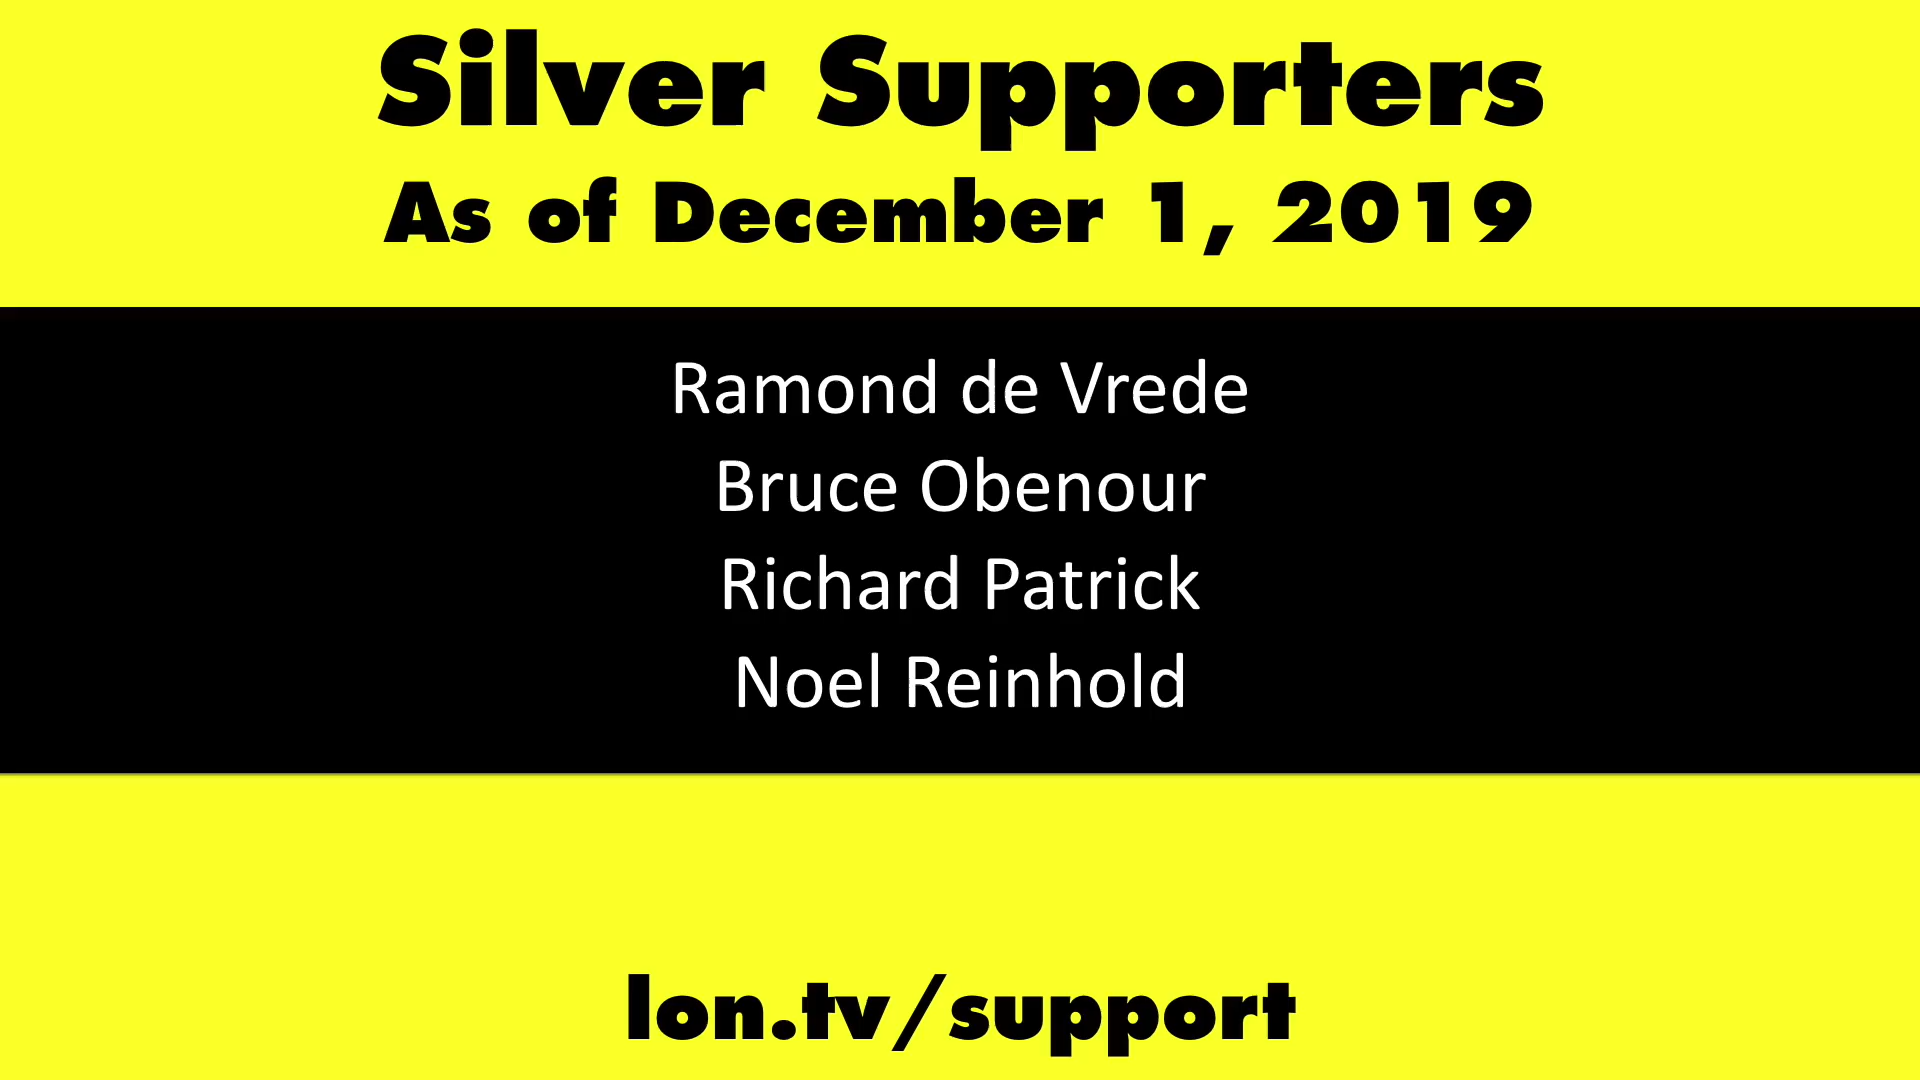 Silver Supporters
As of December 1, 2019
Ramond de Vrede
Bruce Obenour
Richard Patrick
Noel Reinhold
lon.tv/support